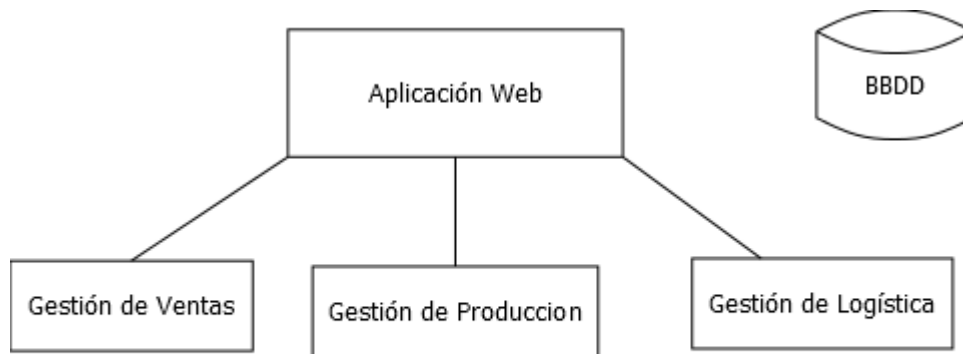 Aplicación Web
BBDD
Gestión de Ventas
Gestión de Produccion
Gestión de Logística